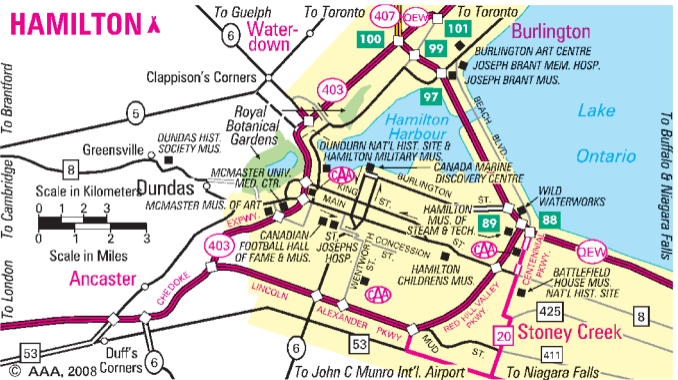 HAMILTON
To Guelph
To Toronto
407
QEW
To Toronto
6
Water-
down
100
101
99
Burlington
BURLINGTON ART CENTRE
JOSEPH BRANT MEM. HOSP.
JOSEPH BRANT MUS.
Clappison's Corners
403
97
To Brantford
5
Royal
Botanical
Gardens
Hamilton
Harbour
BEACH BLVD.
Lake
Ontario
To Buffalo & Niagara Falls
DUNDAS HIST.
SOCIETY MUS.
Greensville
8
DUNDURN NAT'L HIST. SITE &
HAMILTON MILITARY MUS.
CANADA MARINE
DISCOVERY CENTRE
CAA
MCMASTER UNIV.
MED. CTR.
To Cambridge
Scale in Kilometers
0 1 2 3
0 1 2 3
Scale in Miles
Dundas
MCMASTER MUS. OF ART
KING ST.
MAIN
BURLINGTON ST.
WILD
WATERWORKS
HAMILTON
MUS. OF
STEAM & TECH.
89
88
EXPWY.
403
CANADIAN
FOOTBALL HALL
OF FAME & MUS.
ST.
ST.
JOSEPHS
HOSP.
WENTWORTH ST.
CONCESSION ST.
CAA
QEW
CENTENNIAL PKWY.
HAMILTON
CHILDRENS MUS.
BATTLEFIELD
HOUSE MUS.
NAT'L HIST. SITE
To London
Ancaster
CHEDOKE
LINCOLN
ALEXANDER PKWY
CAA
RED HILL VALLEY
PKWY.
425
8
20
Stoney Creek
MUD ST.
411
53
Duff's
Corners
6
6
53
© AAA, 2008
To John C Munro Int'l. Airport
To Niagara Falls